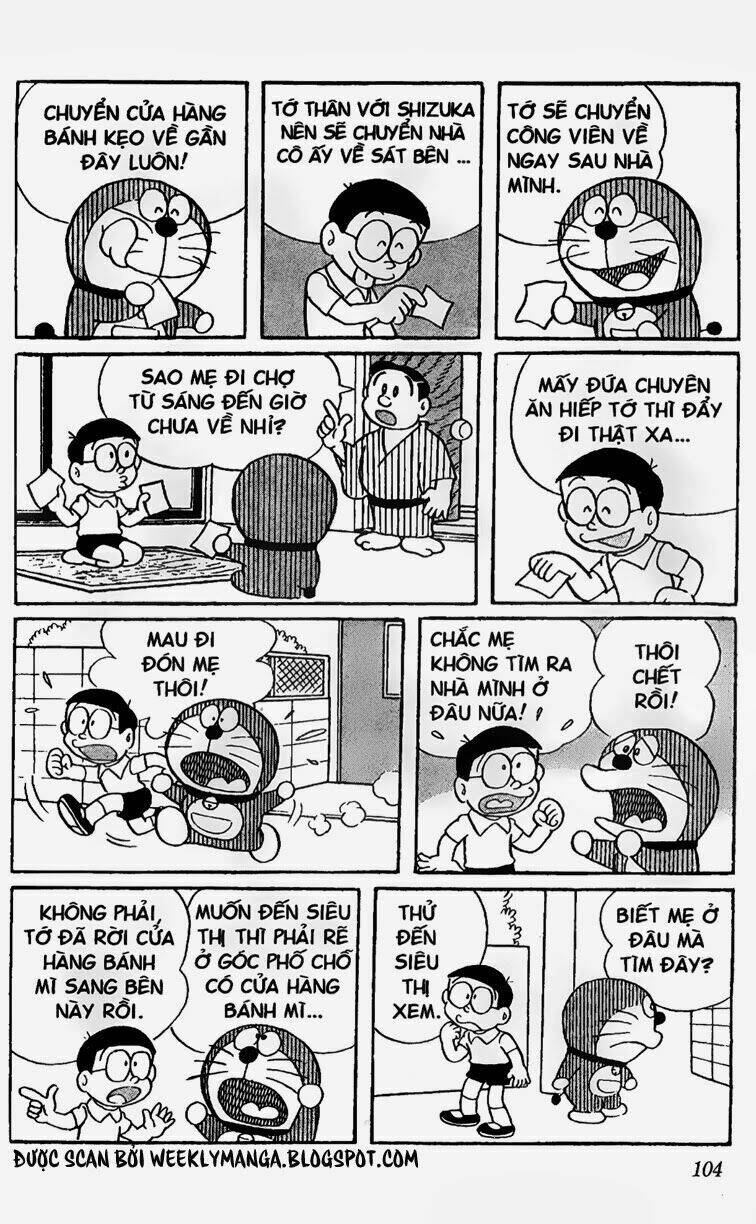 TỚ SẼ CHUYỂN
CÔNG VIÊN VỀ
NGAY SAU NHÀ
MÌNH.
TỚ THÂN VỚI SHIZUKA
NÊN SẼ CHUYỂN NHÀ
CÔ ẤY VỀ SÁT BÊN ...
CHUYỂN CỬA HÀNG
BÁNH KẸO VỀ GẦN
ĐÂY LUÔN!
MẤY ĐỨA CHUYÊN
ĂN HIẾP TỚ THÌ ĐẨY
ĐI THẬT XA...
SAO MẸ ĐI CHỢ
TỪ SÁNG ĐẾN GIỜ
CHƯA VỀ NHỈ?
THÔI
CHẾT
RỒI!
CHẮC MẸ
KHÔNG TÌM RA
NHÀ MÌNH Ở
ĐÂU NỮA!
MAU ĐI
ĐÓN MẸ
THÔI!
BIẾT MẸ Ở
ĐÂU MÀ
TÌM ĐÂY?
THỬ
ĐẾN
SIÊU
THỊ
XEM.
MUỐN ĐẾN SIÊU
THỊ THÌ PHẢI RẼ
Ở GÓC PHỐ CHỖ
CÓ CỬA HÀNG
BÁNH MÌ...
KHÔNG PHẢI,
TỚ ĐÃ RỜI CỬA
HÀNG BÁNH
MÌ SANG BÊN
NÀY RỒI.
ĐƯỢC SCAN BỞI WEEKLYMANGA.BLOGSPOT.COM
104